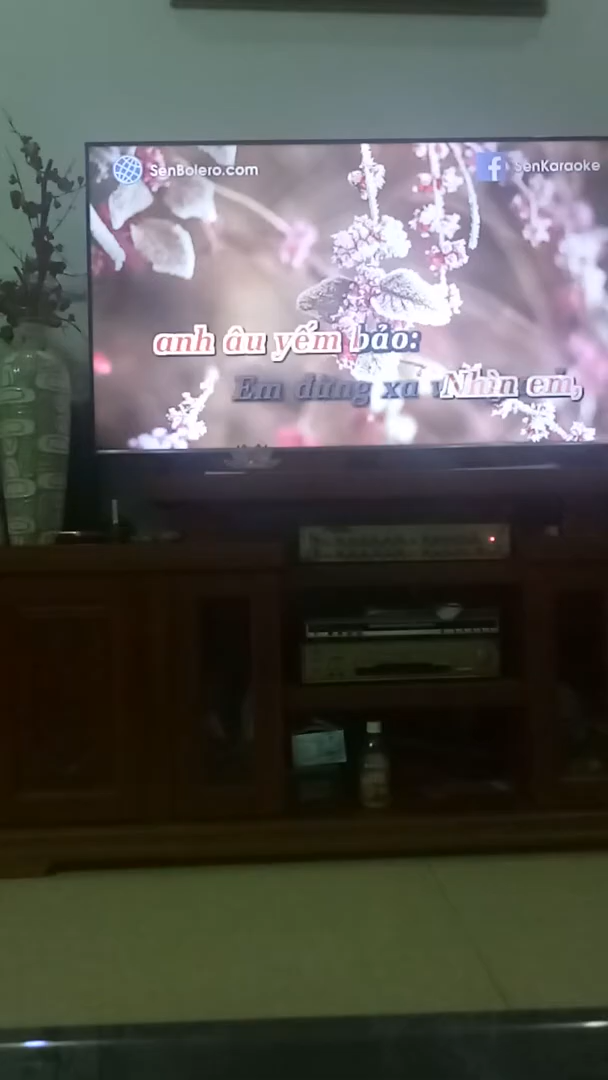 SenBolero.com
SenKaraoke
anh âu yếm bảo:
Em đừng xa
Nhìn em,